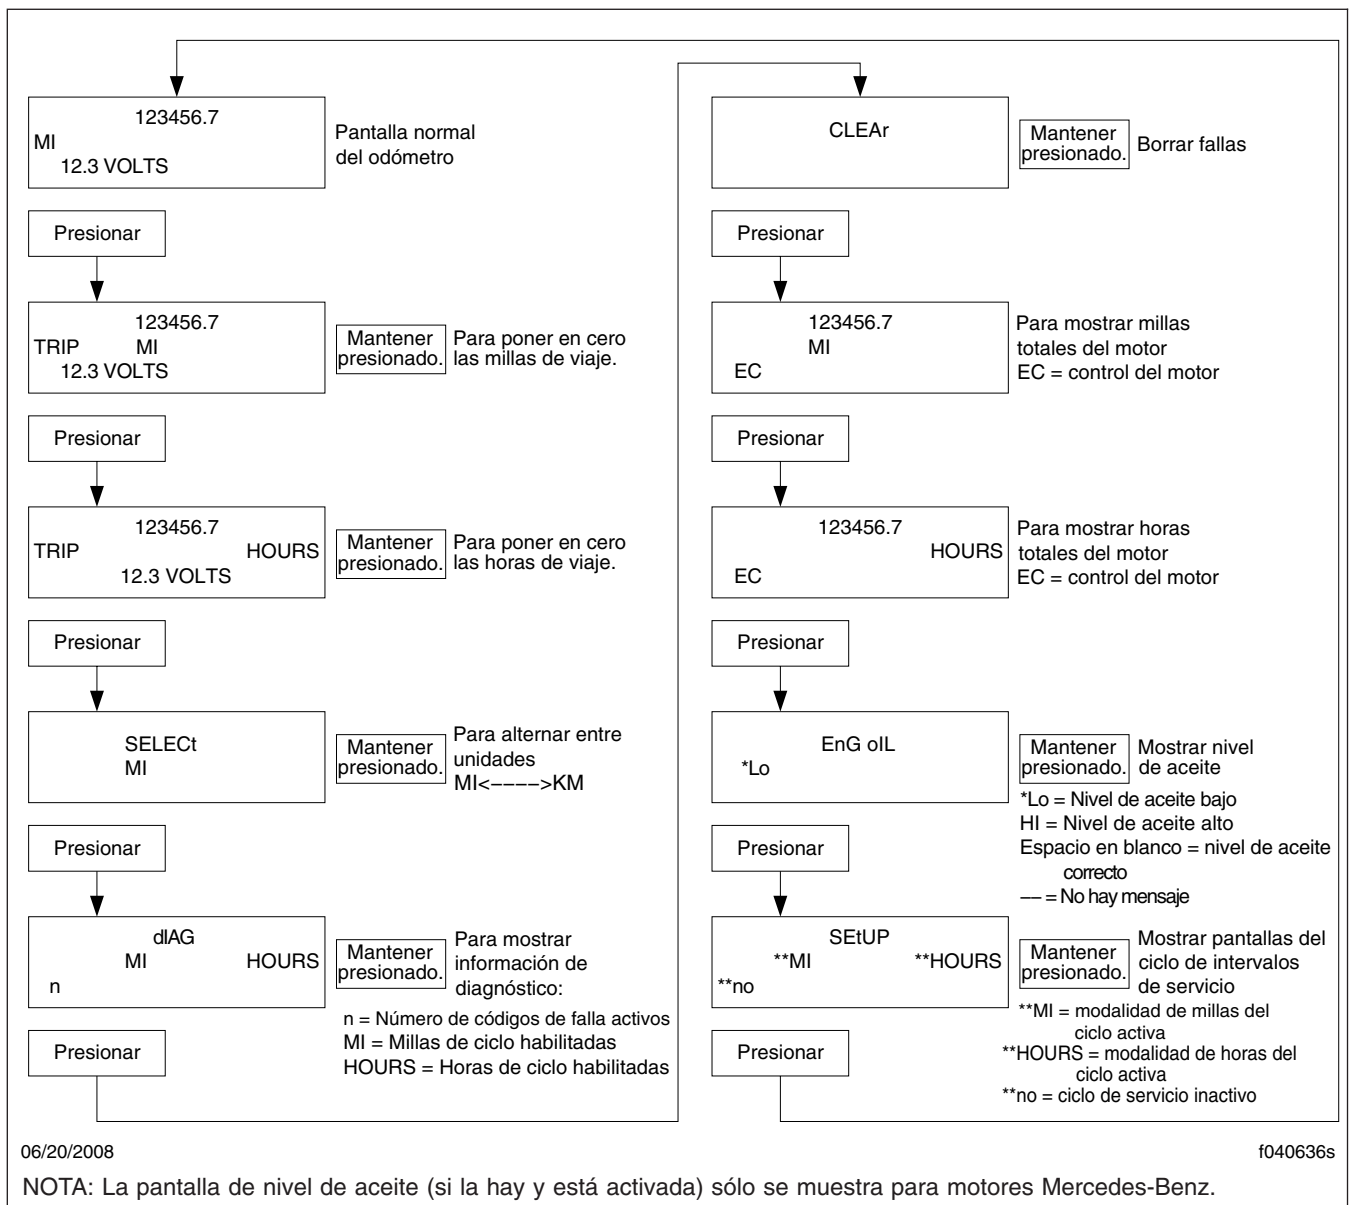 123456.7
MI
12.3 VOLTS
Pantalla normal
del odómetro
Presionar
123456.7
TRIP MI
12.3 VOLTS
Mantener
presionado.
Para poner en cero
las millas de viaje.
Presionar
123456.7
TRIP HOURS
12.3 VOLTS
Mantener
presionado.
Para poner en cero
las horas de viaje.
Presionar
SELECt
MI
Mantener
presionado.
Para alternar entre
unidades
MI<−−−−>KM
Presionar
dIAG
MI HOURS
n
Mantener
presionado.
Para mostrar
información de
diagnóstico:
n = Número de códigos de falla activos
MI = Millas de ciclo habilitadas
HOURS = Horas de ciclo habilitadas
Presionar
CLEAr
Mantener
presionado.
Borrar fallas
Presionar
123456.7
MI
EC
Para mostrar millas
totales del motor
EC = control del motor
Presionar
123456.7
HOURS
EC
Para mostrar horas
totales del motor
EC = control del motor
Presionar
EnG oIL
*Lo
Mantener
presionado.
Mostrar nivel
de aceite
*Lo = Nivel de aceite bajo
HI = Nivel de aceite alto
Espacio en blanco = nivel de aceite
correcto
−− = No hay mensaje
Presionar
SEtUP
**MI **HOURS
**no
Mantener
presionado.
Mostrar pantallas del
ciclo de intervalos
de servicio
**MI = modalidad de millas del
ciclo activa
**HOURS = modalidad de horas del
ciclo activa
**no = ciclo de servicio inactivo
Presionar
06/20/2008
f040636s
NOTA: La pantalla de nivel de aceite (si la hay y está activada) sólo se muestra para motores Mercedes-Benz.